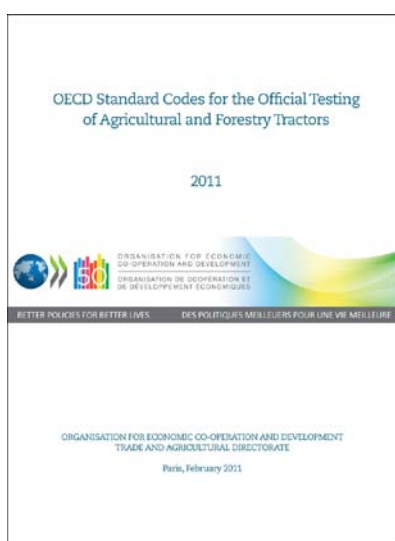 OECD Standard Codes for the Official Testing
of Agricultural and Forestry Tractors
2011
50
ORGANISATION FOR ECONOMIC
CO-OPERATION AND DEVELOPMENT
ORGANISATION DE COOPÉRATION ET
DE DÉVELOPPEMENT ÉCONOMIQUES
BETTER POLICIES FOR BETTER LIVES DES POLITIQUES MEILLEURES POUR UNE VIE MEILLEURE
ORGANISATION FOR ECONOMIC CO-OPERATION AND DEVELOPMENT
TRADE AND AGRICULTURAL DIRECTORATE
Paris, February 2011